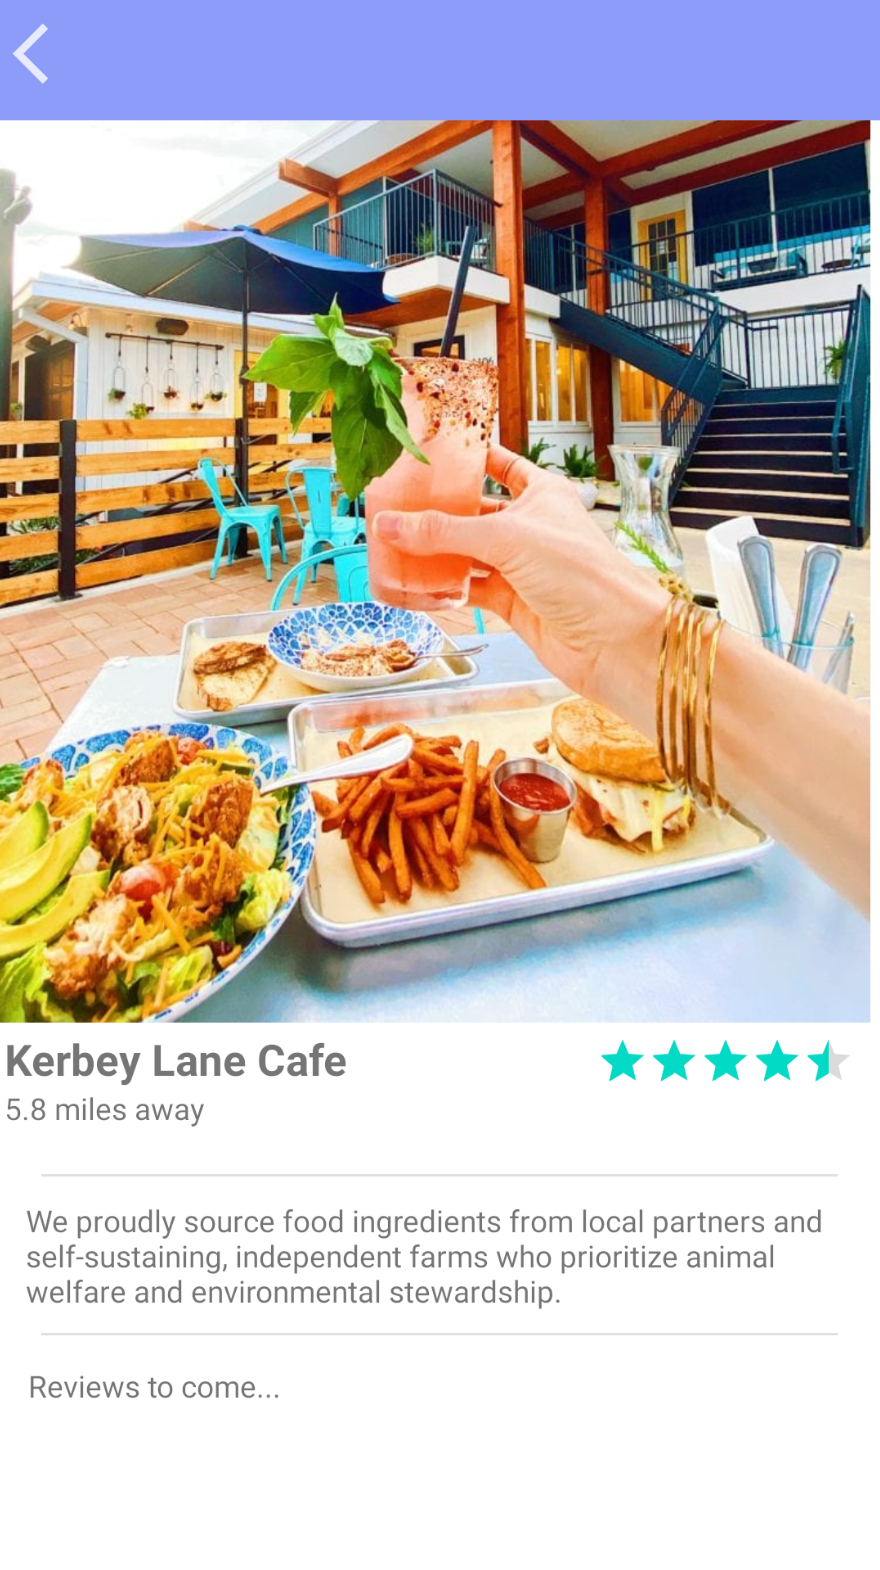 Kerbey Lane Cafe
5.8 miles away
We proudly source food ingredients from local partners and
self-sustaining, independent farms who prioritize animal
welfare and environmental stewardship.
Reviews to come...